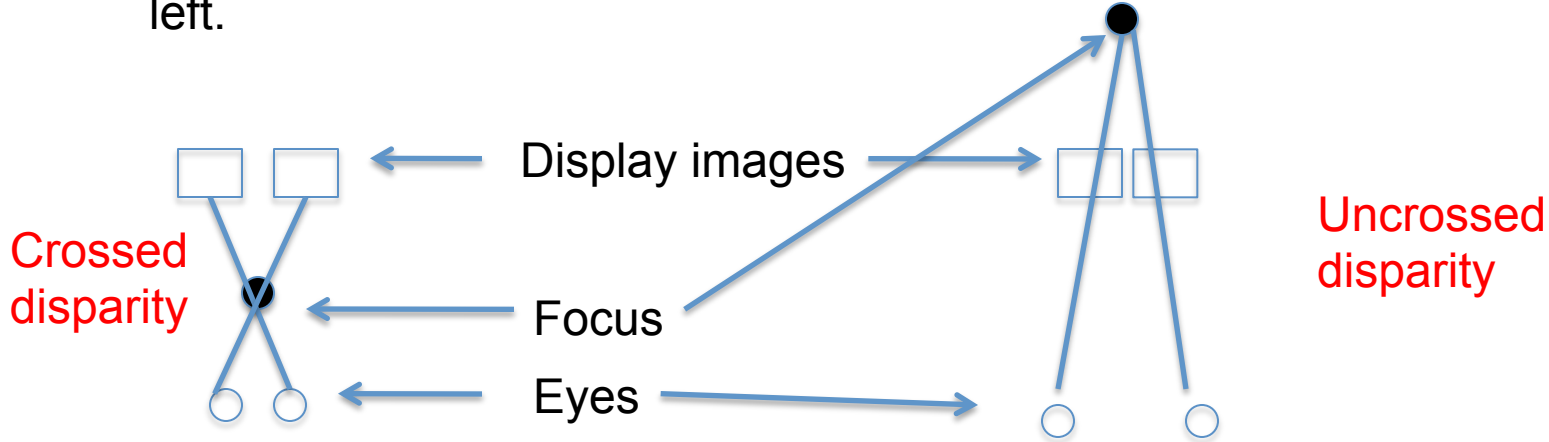 left.
Display images
Crossed
disparity
Uncrossed
disparity
Focus
Eyes